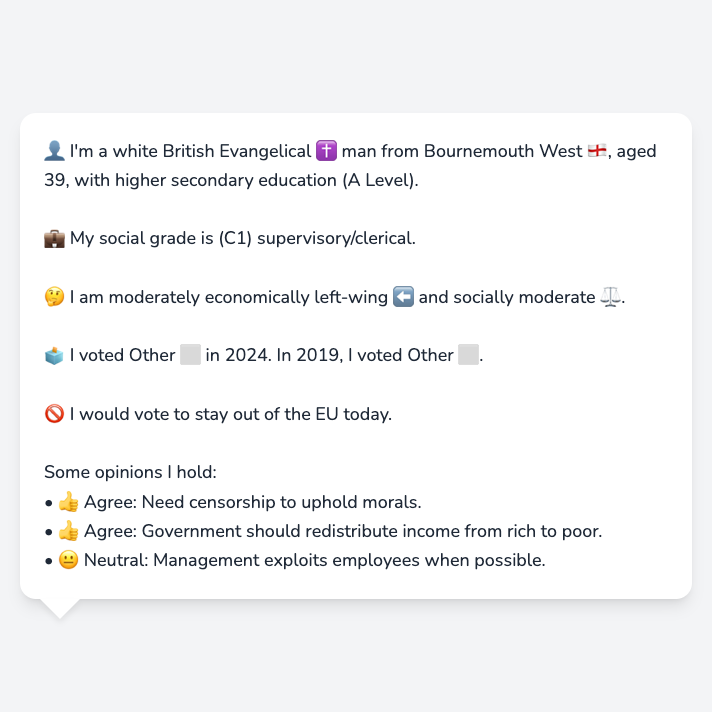 👤 I'm a white British Evangelical ✝️ man from Bournemouth West 🏴󠁧󠁢󠁥󠁮󠁧󠁿, aged
39, with higher secondary education (A Level).
💼 My social grade is (C1) supervisory/clerical.
🤔 I am moderately economically left-wing ⬅️ and socially moderate ⚖️.
🗳️ I voted Other ⬜ in 2024. In 2019, I voted Other ⬜.
🚫 I would vote to stay out of the EU today.
Some opinions I hold:
• 👍 Agree: Need censorship to uphold morals.
• 👍 Agree: Government should redistribute income from rich to poor.
• 😐 Neutral: Management exploits employees when possible.